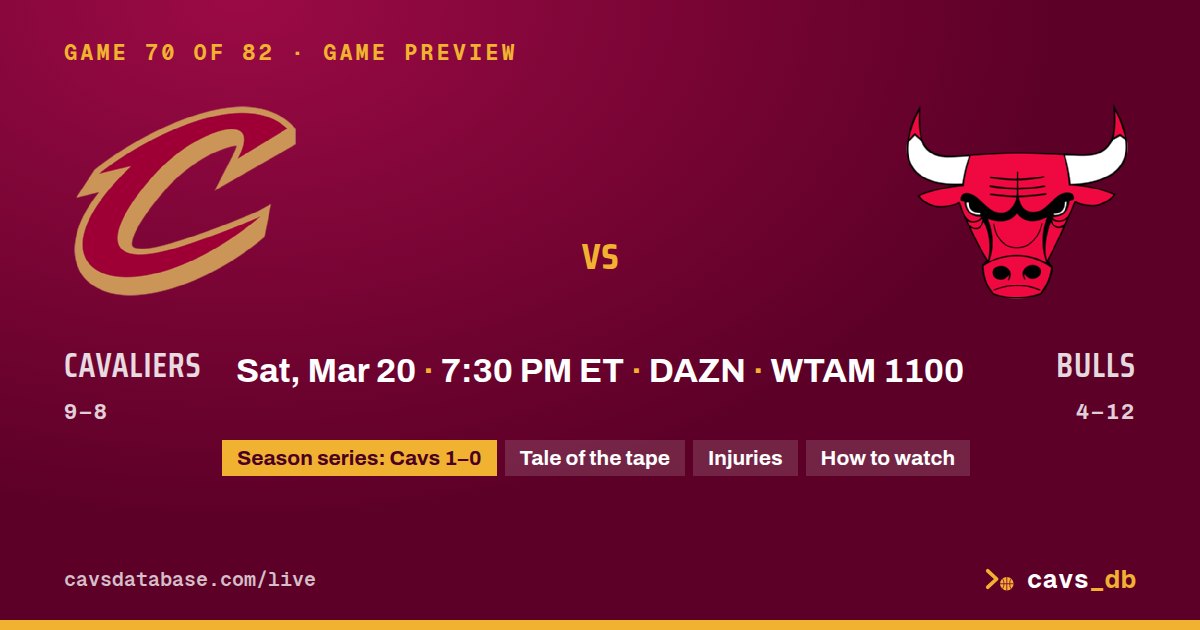 GAME 70 OF 82 · GAME PREVIEW
VS
CAVALIERS
Sat, Mar 20 · 7:30 PM ET · DAZN · WTAM 1100
BULLS
9–8
4–12
Season series: Cavs 1–0
Tale of the tape
Injuries
How to watch
cavsdatabase.com/live
cavs_db